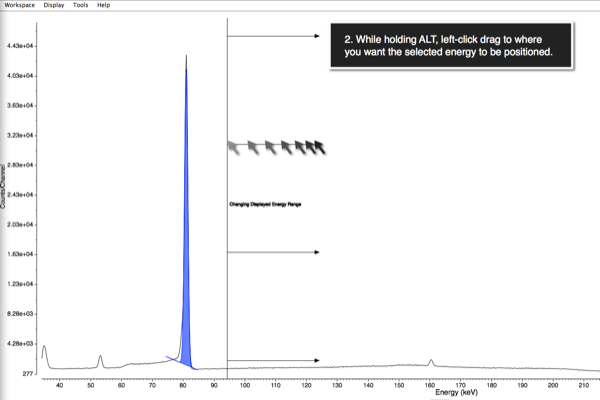 Workspace Display Tools Help
2. While holding ALT, left-click drag to where
you want the selected energy to be positioned.
4.43e+04
4.03e+04
3.63e+04
3.23e+04
2.83e+04
2.43e+04
2.03e+04
1.63e+04
1.23e+04
8.28e+03
4.28e+03
277
Counts/Channel
Changing Displayed Energy Range
40 50 60 70 80 90 100 110 120 130 140 150 160 170 180 190 200 210
Energy (keV)